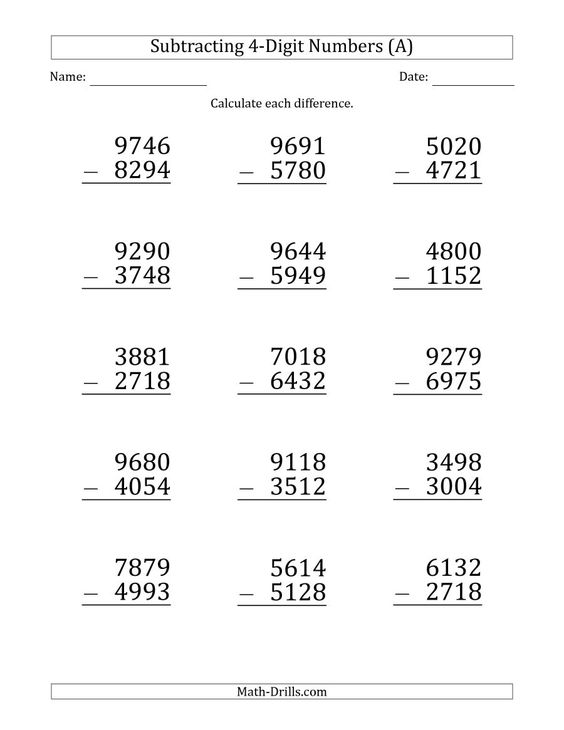 Subtracting 4-Digit Numbers (A)
Name: Date:
Calculate each difference.
9746 9691 5020
− 8294 − 5780 − 4721
9290 9644 4800
− 3748 − 5949 − 1152
3881 7018 9279
− 2718 − 6432 − 6975
9680 9118 3498
− 4054 − 3512 − 3004
7879 5614 6132
− 4993 − 5128 − 2718
Math-Drills.com